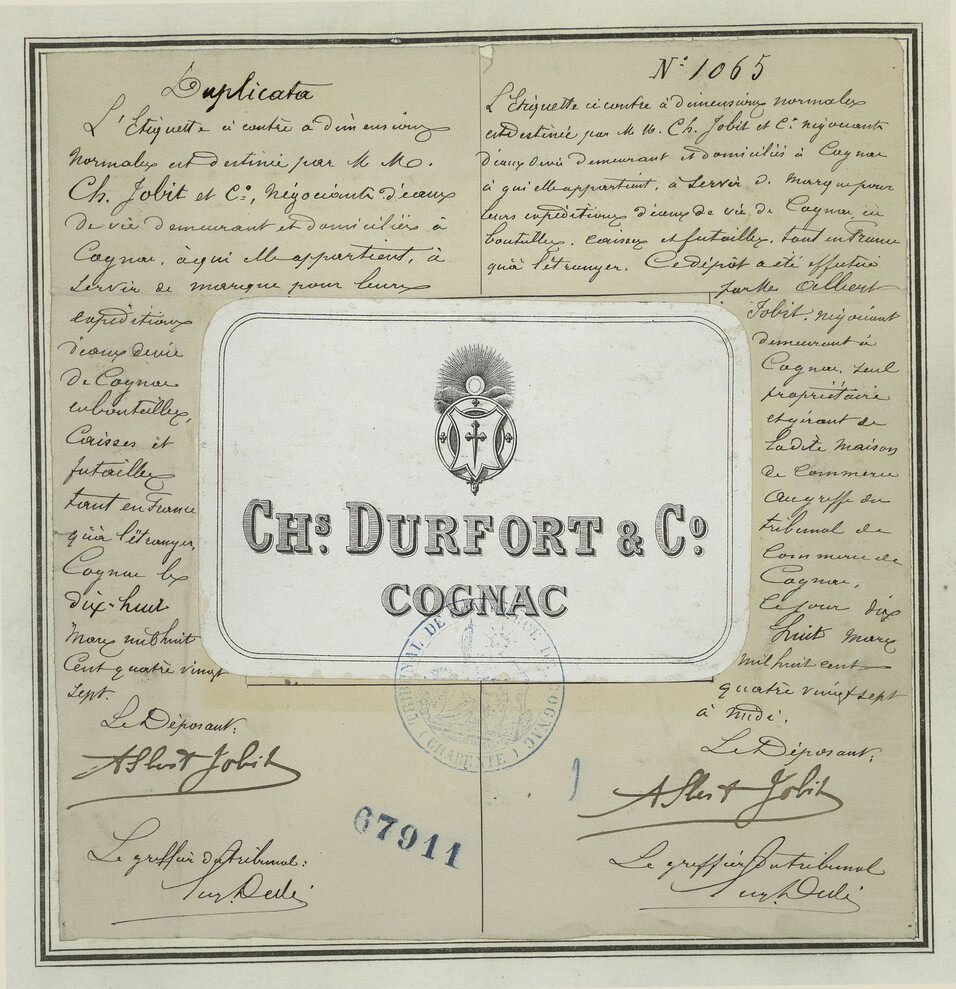 Duplicata
L'Etiquette ci contre à dimensions
normales est destinée par M M.
Ch. Jobit et Cº, négociants d'eaux
de vie demeurant et domiciliés à
Cognac, à qui elle appartient, à
servir de marque pour leurs
expéditions
d'eaux de vie
de Cognac
en bouteilles,
Caisses et
futailles
tant en France
qu'à l'étranger,
Cognac le
dix-huit
Mars mil huit
Cent quatre vingt
sept.
Le Déposant:
Albert Jobit
Le greffier du tribunal:
Nº 1065
L'Etiquette ci contre à dimensions normales
est destinée par M M. Ch. Jobit et Cº négociants
d'eaux de vie demeurant et domiciliés à Cognac
à qui elle appartient, à servir de marque pour
leurs expéditions d'eaux de vie de Cognac en
bouteilles, caisses et futailles, tant en France
qu'à l'étranger. Ce dépôt a été effectué
par Mr Albert
Jobit, négociant
demeurant à
Cognac, seul
propriétaire
et gérant de
la dite maison
de Commerce
au greffe du
tribunal de
Commerce de
Cognac,
le jour dix
huit Mars
mil huit cent
quatre vingt sept
à midi.
Le Déposant:
Albert Jobit
Le greffier du tribunal
CHS. DURFORT & Cº.
COGNAC
TRIBUNAL DE COMMERCE DE COGNAC
(CHARENTE)
67911